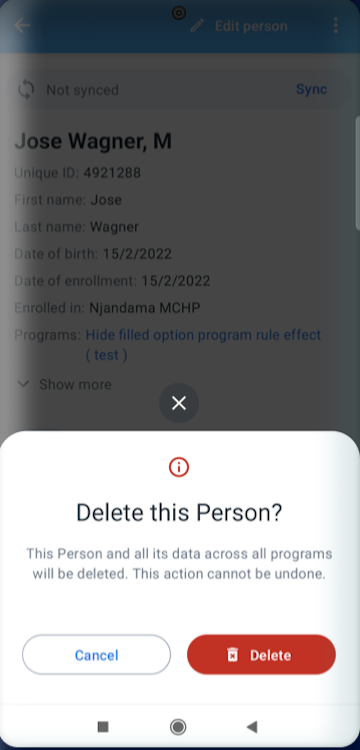 Edit person
Not synced
Sync
Jose Wagner, M
Unique ID: 4921288
First name: Jose
Last name: Wagner
Date of birth: 15/2/2022
Date of enrollment: 15/2/2022
Enrolled in: Njandama MCHP
Programs: Hide filled option program rule effect
( test )
Show more
Delete this Person?
This Person and all its data across all programs
will be deleted. This action cannot be undone.
Cancel
Delete